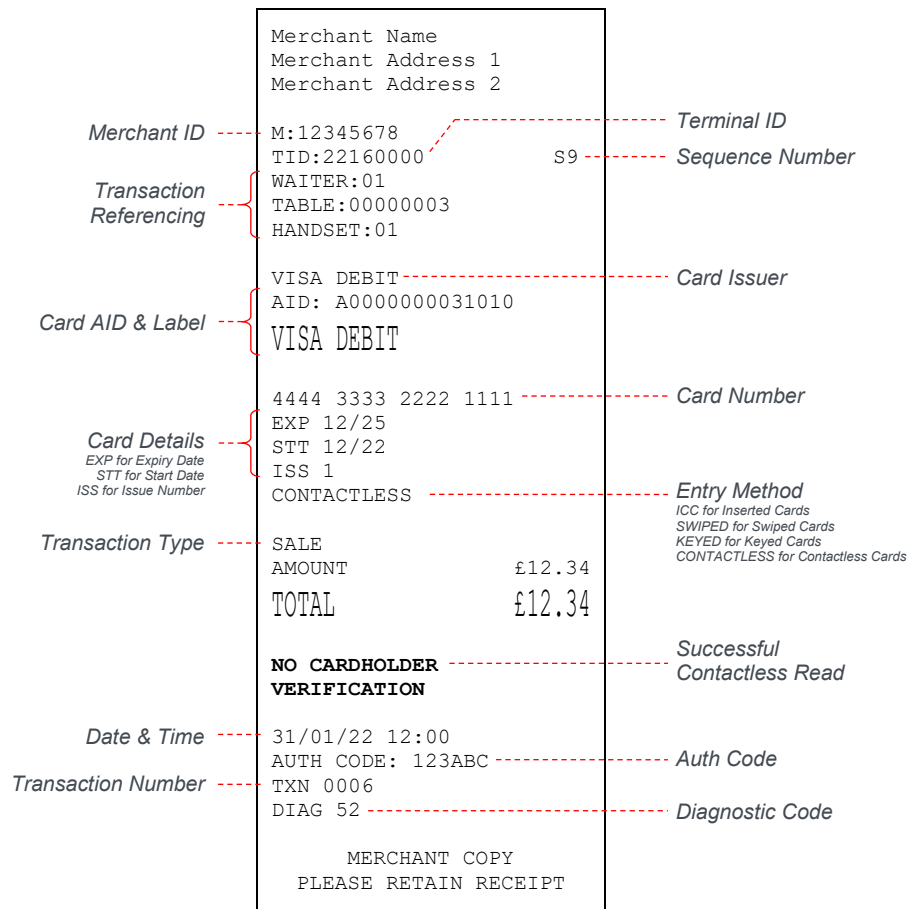 Merchant Name
Merchant Address 1
Merchant Address 2
Merchant ID
M:12345678
Terminal ID
TID:22160000 S9
Sequence Number
Transaction
Referencing
WAITER:01
TABLE:00000003
HANDSET:01
VISA DEBIT
Card Issuer
Card AID & Label
AID: A0000000031010
VISA DEBIT
4444 3333 2222 1111
Card Number
Card Details
EXP for Expiry Date
STT for Start Date
ISS for Issue Number
EXP 12/25
STT 12/22
ISS 1
CONTACTLESS
Entry Method
ICC for Inserted Cards
SWIPED for Swiped Cards
KEYED for Keyed Cards
CONTACTLESS for Contactless Cards
Transaction Type
SALE
AMOUNT £12.34
TOTAL £12.34
NO CARDHOLDER
VERIFICATION
Successful
Contactless Read
Date & Time
31/01/22 12:00
AUTH CODE: 123ABC
Auth Code
Transaction Number
TXN 0006
DIAG 52
Diagnostic Code
MERCHANT COPY
PLEASE RETAIN RECEIPT